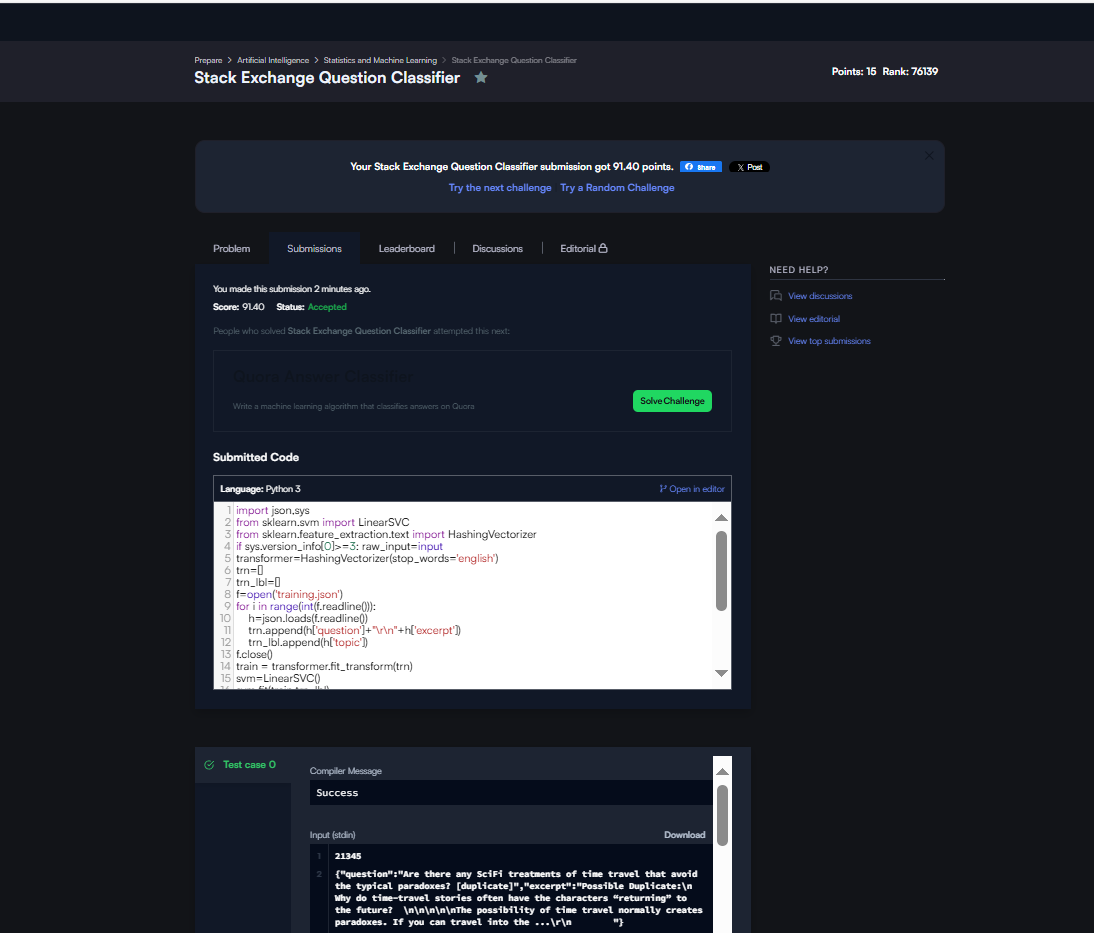 Prepare > Artificial Intelligence > Statistics and Machine Learning > Stack Exchange Question Classifier
Stack Exchange Question Classifier
Points: 15 Rank: 76139
Your Stack Exchange Question Classifier submission got 91.40 points. Share Post
Try the next challenge Try a Random Challenge
Problem Submissions Leaderboard Discussions Editorial
NEED HELP?
View discussions
View editorial
View top submissions
You made this submission 2 minutes ago.
Score: 91.40 Status: Accepted
People who solved Stack Exchange Question Classifier attempted this next:
Quora Answer Classifier
Write a machine learning algorithm that classifies answers on Quora
Solve Challenge
Submitted Code
Language: Python 3 Open in editor
1 import json,sys
2 from sklearn.svm import LinearSVC
3 from sklearn.feature_extraction.text import HashingVectorizer
4 if sys.version_info[0]>=3: raw_input=input
5 transformer=HashingVectorizer(stop_words='english')
6 trn=[]
7 trn_lbl=[]
8 f=open('training.json')
9 for i in range(int(f.readline())):
10 h=json.loads(f.readline())
11 trn.append(h['question']+"\r\n"+h['excerpt'])
12 trn_lbl.append(h['topic'])
13 f.close()
14 train = transformer.fit_transform(trn)
15 svm=LinearSVC()
Test case 0
Compiler Message
Success
Input (stdin) Download
1 21345
2 {"question":"Are there any SciFi treatments of time travel that avoid
the typical paradoxes? [duplicate]","excerpt":"Possible Duplicate:\n
Why do time-travel stories often have the characters “returning” to
the future? \n\n\n\n\nThe possibility of time travel normally creates
paradoxes. If you can travel into the ...\r\n "}